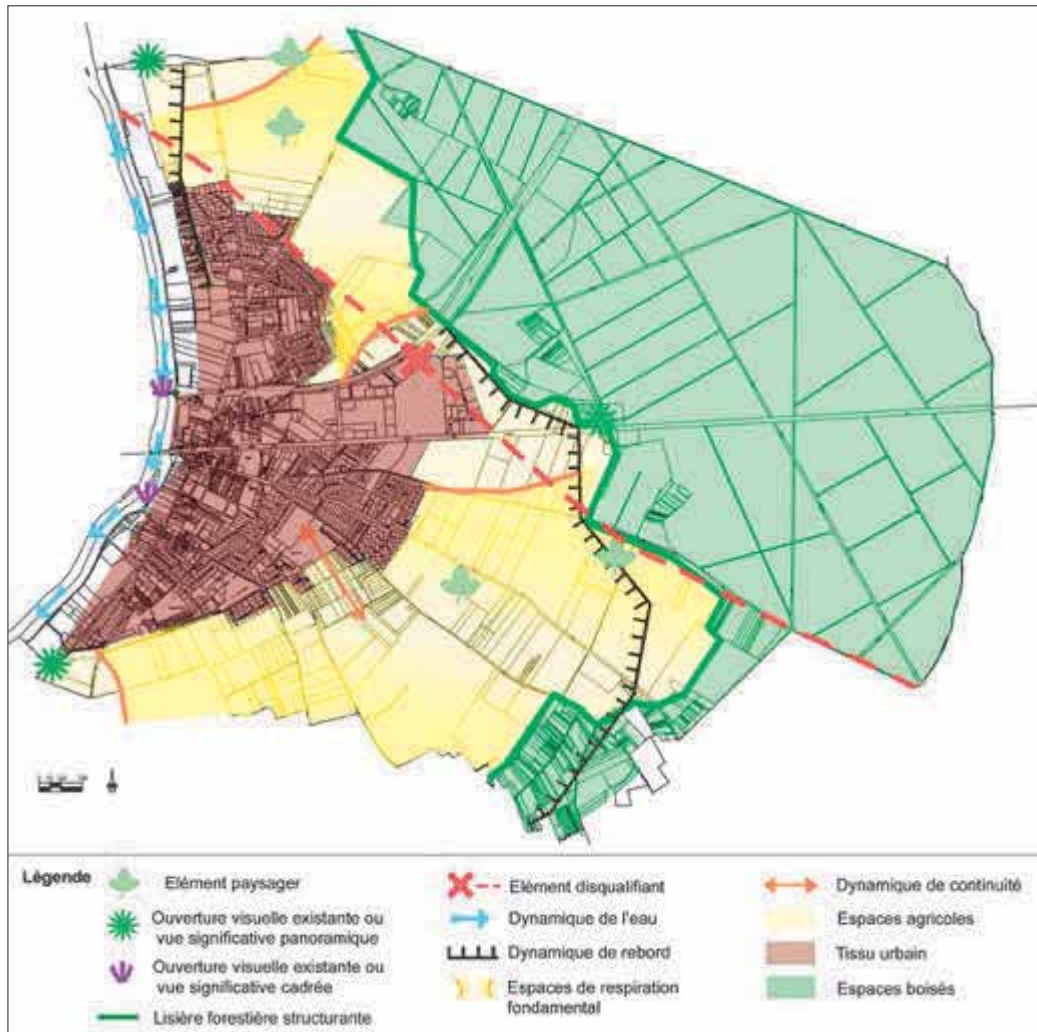 Légende
Elément paysager
Ouverture visuelle existante ou
vue significative panoramique
Ouverture visuelle existante ou
vue significative cadrée
Lisière forestière structurante
Elément disqualifiant
Dynamique de l'eau
Dynamique de rebord
Espaces de respiration
fondamental
Dynamique de continuité
Espaces agricoles
Tissu urbain
Espaces boisés